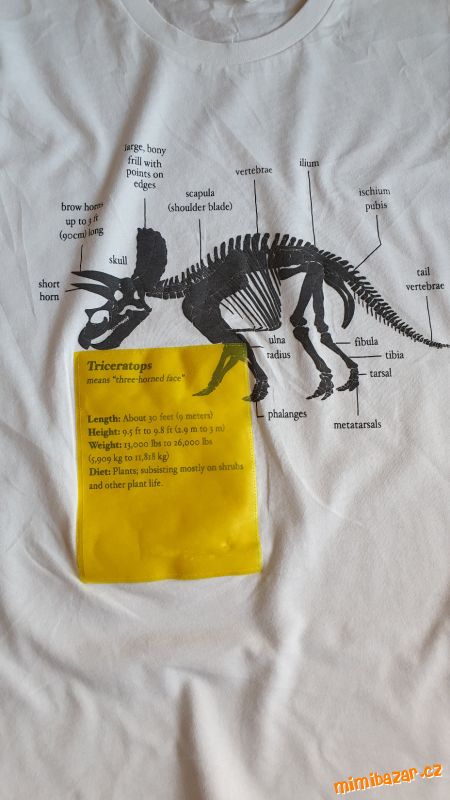 large, bony
frill with
points on
edges
brow horns
up to 3 ft
(90cm) long
scapula
(shoulder blade)
vertebrae
ilium
ischium
pubis
skull
short
horn
tail
vertebrae
ulna
radius
fibula
tibia
tarsal
phalanges
metatarsals
Triceratops
means "three-horned face"
Length: About 30 feet (9 meters)
Height: 9.5 ft to 9.8 ft (2.9 m to 3 m)
Weight: 13,000 lbs to 26,000 lbs
(5,909 kg to 11,818 kg)
Diet: Plants; subsisting mostly on shrubs
and other plant life.
mimibazar.cz